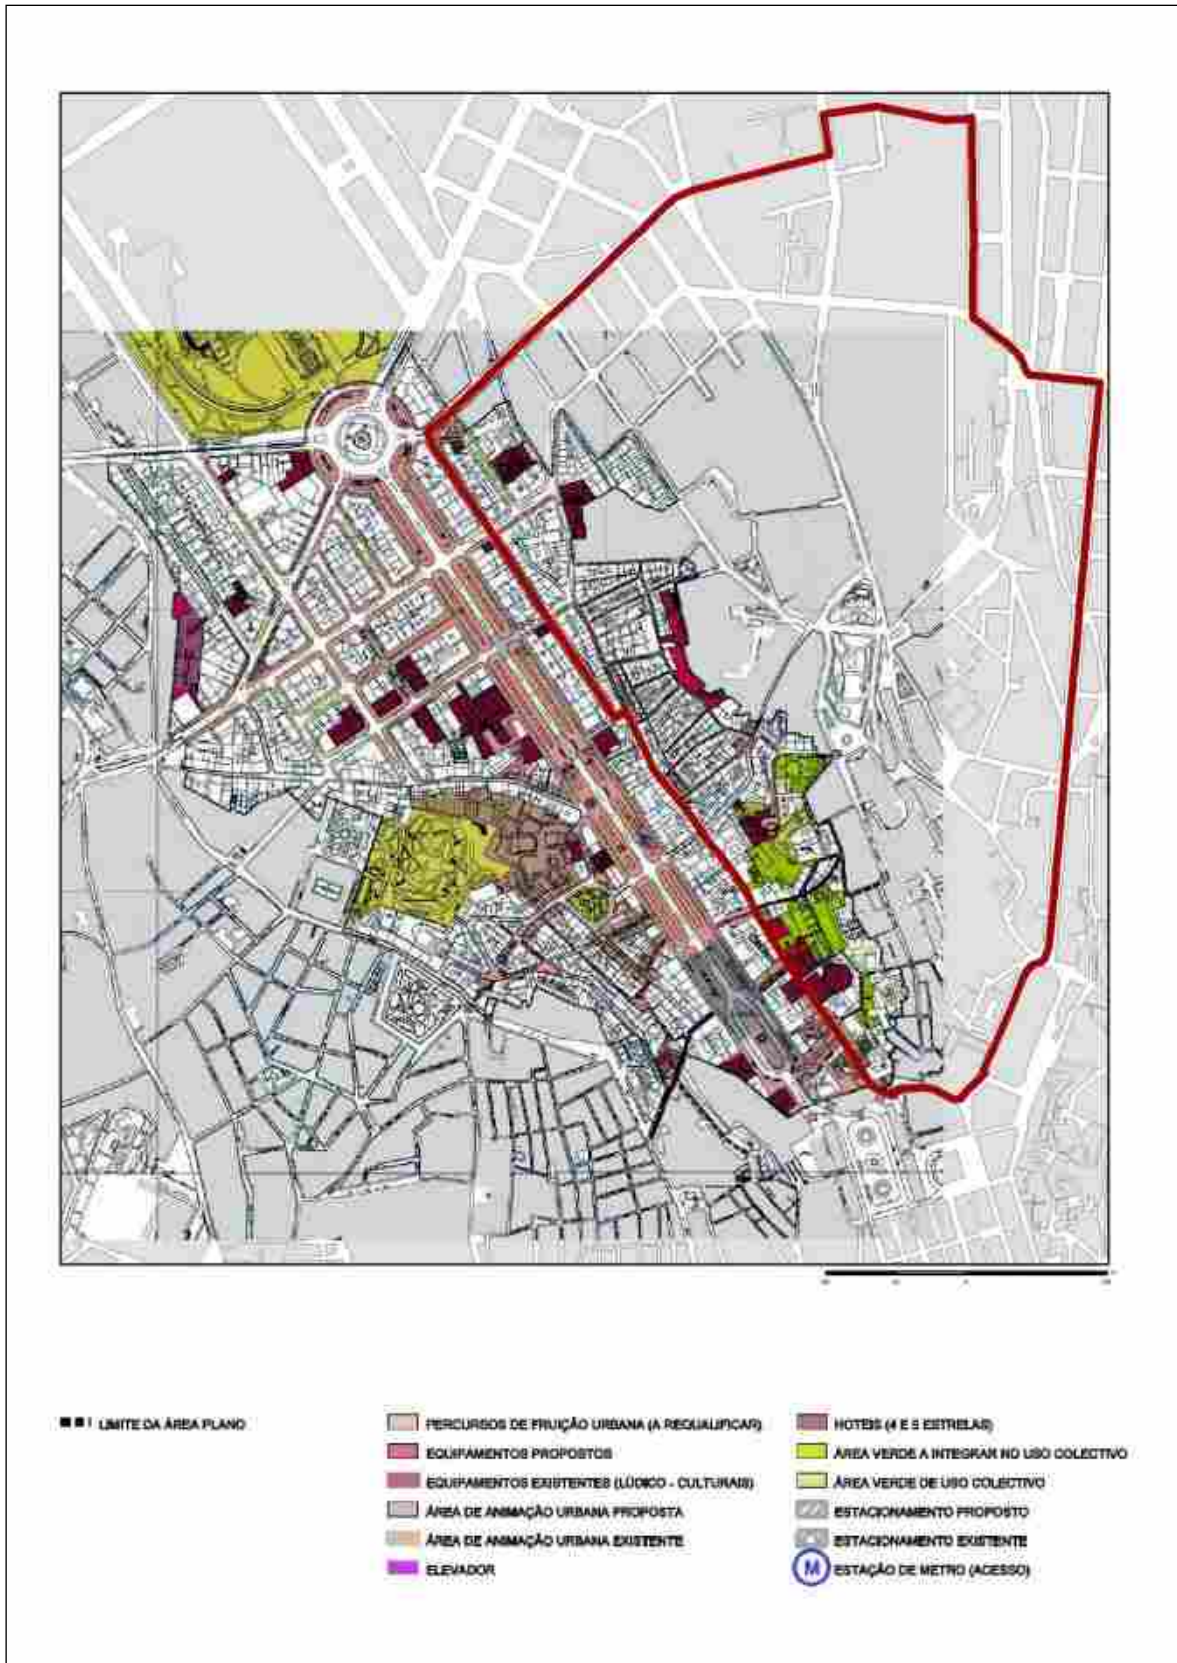 LIMITE DA ÁREA PLANO
PERCURSOS DE FRUIÇÃO URBANA (A REQUALIFICAR)
EQUIPAMENTOS PROPOSTOS
EQUIPAMENTOS EXISTENTES (LÚDICO - CULTURAIS)
ÁREA DE ANIMAÇÃO URBANA PROPOSTA
ÁREA DE ANIMAÇÃO URBANA EXISTENTE
ELEVADOR
HOTEIS (4 E 5 ESTRELAS)
ÁREA VERDE A INTEGRAR NO USO COLECTIVO
ÁREA VERDE DE USO COLECTIVO
ESTACIONAMENTO PROPOSTO
ESTACIONAMENTO EXISTENTE
M ESTAÇÃO DE METRO (ACESSO)